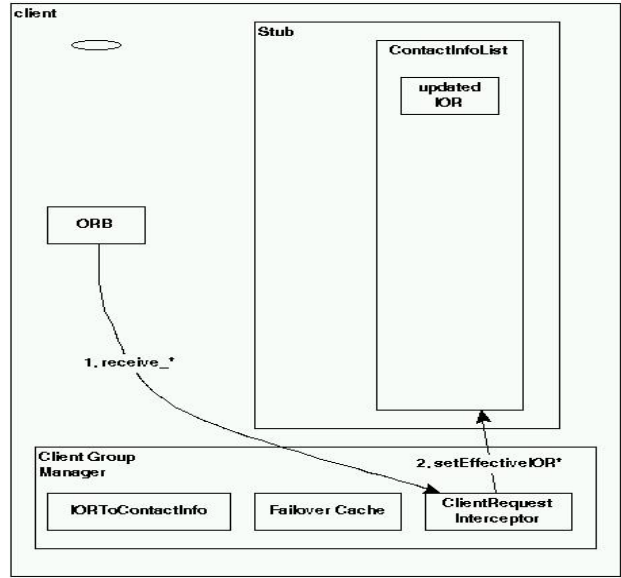 client
Stub
ContactInfoList
updated
IOR
ORB
1. receive_*
Client Group
Manager
2. setEffectiveIOR*
IORToContactInfo
Failover Cache
ClientRequest
Interceptor